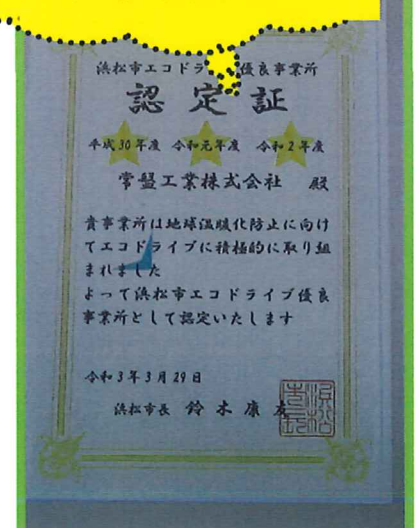 浜松市エコドライブ優良事業所
認定証
平成30年度 令和元年度 令和2年度
常盤工業株式会社 殿
貴事業所は地球温暖化防止に向け
てエコドライブに積極的に取り組
まれました
よって浜松市エコドライブ優良
事業所として認定いたします
令和3年3月29日
浜松市長 鈴木康友